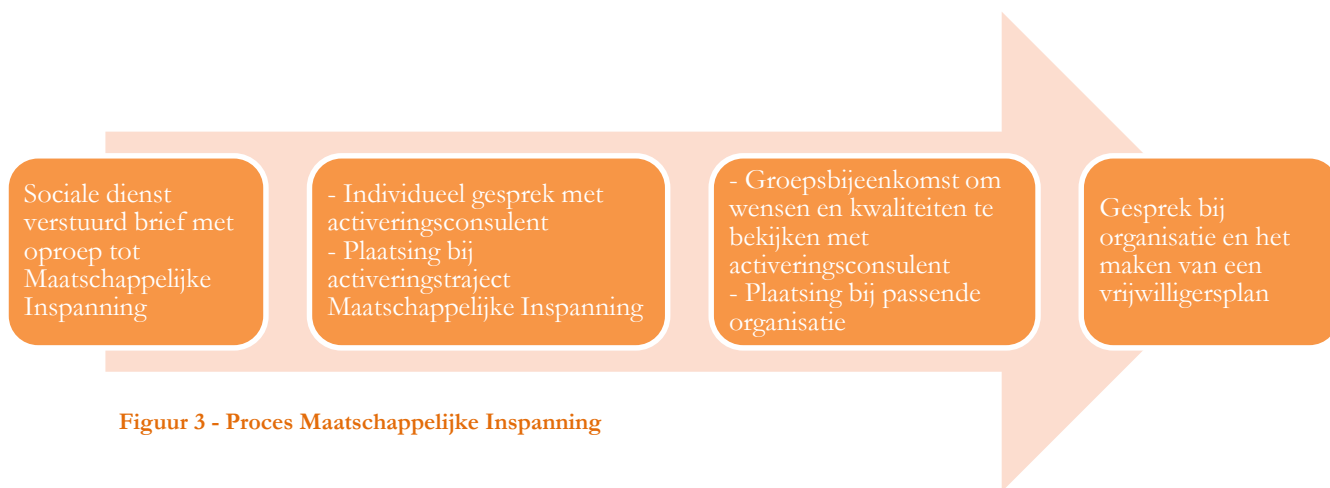 Sociale dienst
verstuurd brief met
oproep tot
Maatschappelijke
Inspanning
- Individueel gesprek met
activeringsconsulent
- Plaatsing bij
activeringstraject
Maatschappelijke Inspanning
- Groepsbijeenkomst om
wensen en kwaliteiten te
bekijken met
activeringsconsulent
- Plaatsing bij passende
organisatie
Gesprek bij
organisatie en het
maken van een
vrijwilligersplan
Figuur 3 - Proces Maatschappelijke Inspanning